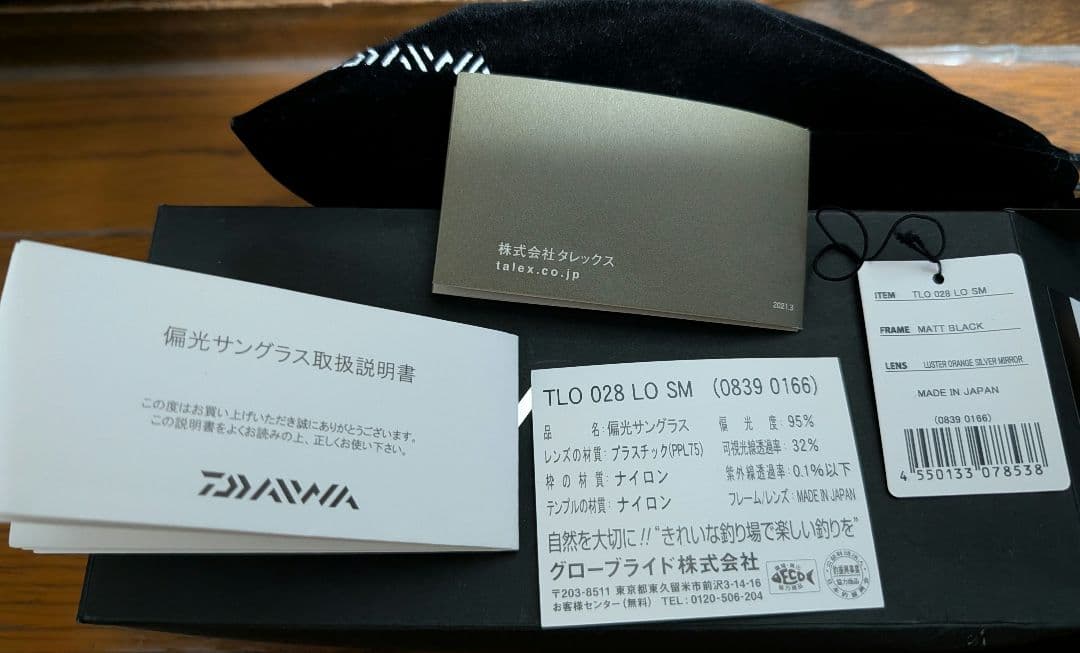 DAIWA
株式会社タレックス
talex.co.jp
2021.3
偏光サングラス取扱説明書
この度はお買い上げいただき誠にありがとうございます。
この説明書をよくお読みの上、正しくお使い下さい。
DAIWA
TLO 028 LO SM (0839 0166)
品名:偏光サングラス 偏光度:95%
レンズの材質:プラスチック(PPL75) 可視光線透過率:32%
枠の材質:ナイロン 紫外線透過率:0.1%以下
テンプルの材質:ナイロン フレーム/レンズ:MADE IN JAPAN
自然を大切に!!"きれいな釣り場で楽しい釣りを"
グローブライド株式会社
〒203-8511 東京都東久留米市前沢3-14-16
お客様センター(無料) TEL:0120-506-204
ECO
ITEM TLO 028 LO SM
FRAME MATT BLACK
LENS LUSTER ORANGE SILVER MIRROR
MADE IN JAPAN
(0839 0166)
4 550133 078538